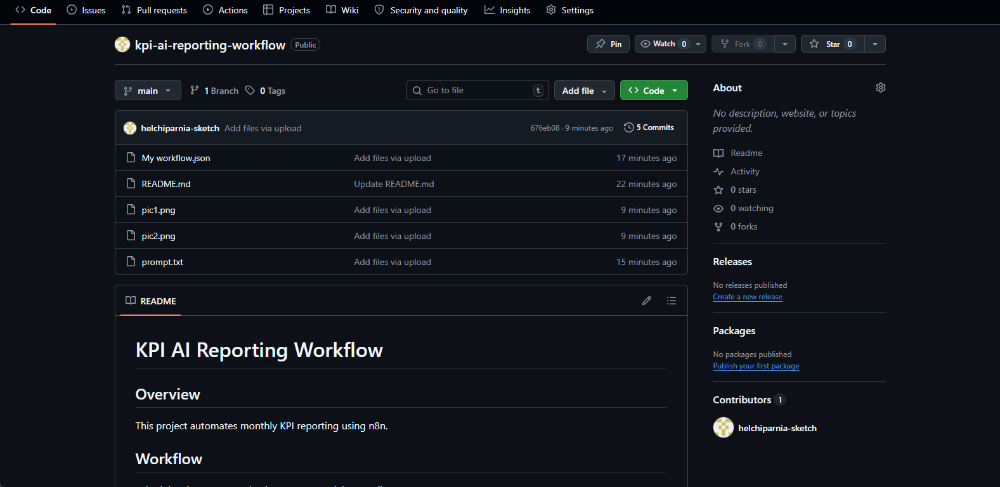 Code Issues Pull requests Actions Projects Wiki Security and quality Insights Settings
kpi-ai-reporting-workflow Public Pin Watch 0 Fork 0 Star 0
main 1 Branch 0 Tags Go to file t Add file Code
helchiparnia-sketch Add files via upload 676eb08 · 9 minutes ago 5 Commits
My workflow.json Add files via upload 17 minutes ago
README.md Update README.md 22 minutes ago
pic1.png Add files via upload 9 minutes ago
pic2.png Add files via upload 9 minutes ago
prompt.txt Add files via upload 15 minutes ago
README
KPI AI Reporting Workflow
Overview
This project automates monthly KPI reporting using n8n.
Workflow
About
No description, website, or topics
provided.
Readme
Activity
0 stars
0 watching
0 forks
Releases
No releases published
Create a new release
Packages
No packages published
Publish your first package
Contributors 1
helchiparnia-sketch